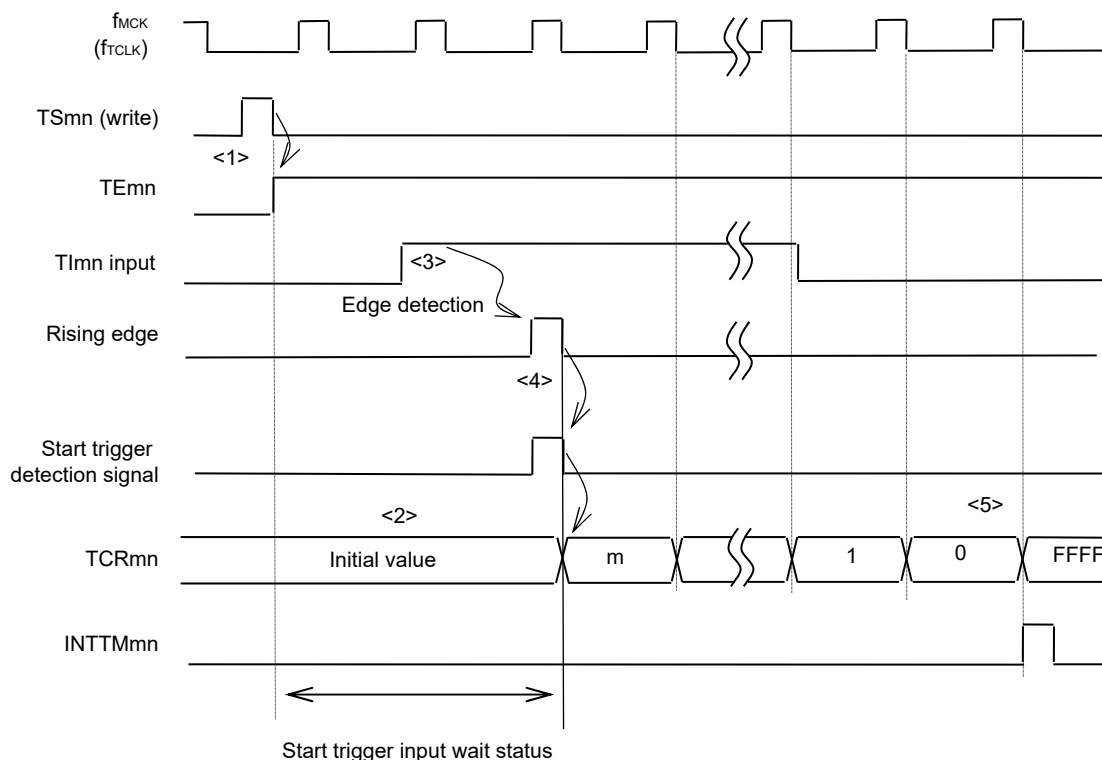 fMCK
(fTCLK)
TSmn (write)
<1>
TEmn
TImn input
<3>
Edge detection
Rising edge
<4>
Start trigger
detection signal
<2>
<5>
TCRmn
Initial value
m
1
0
FFFF
INTTMmn
Start trigger input wait status